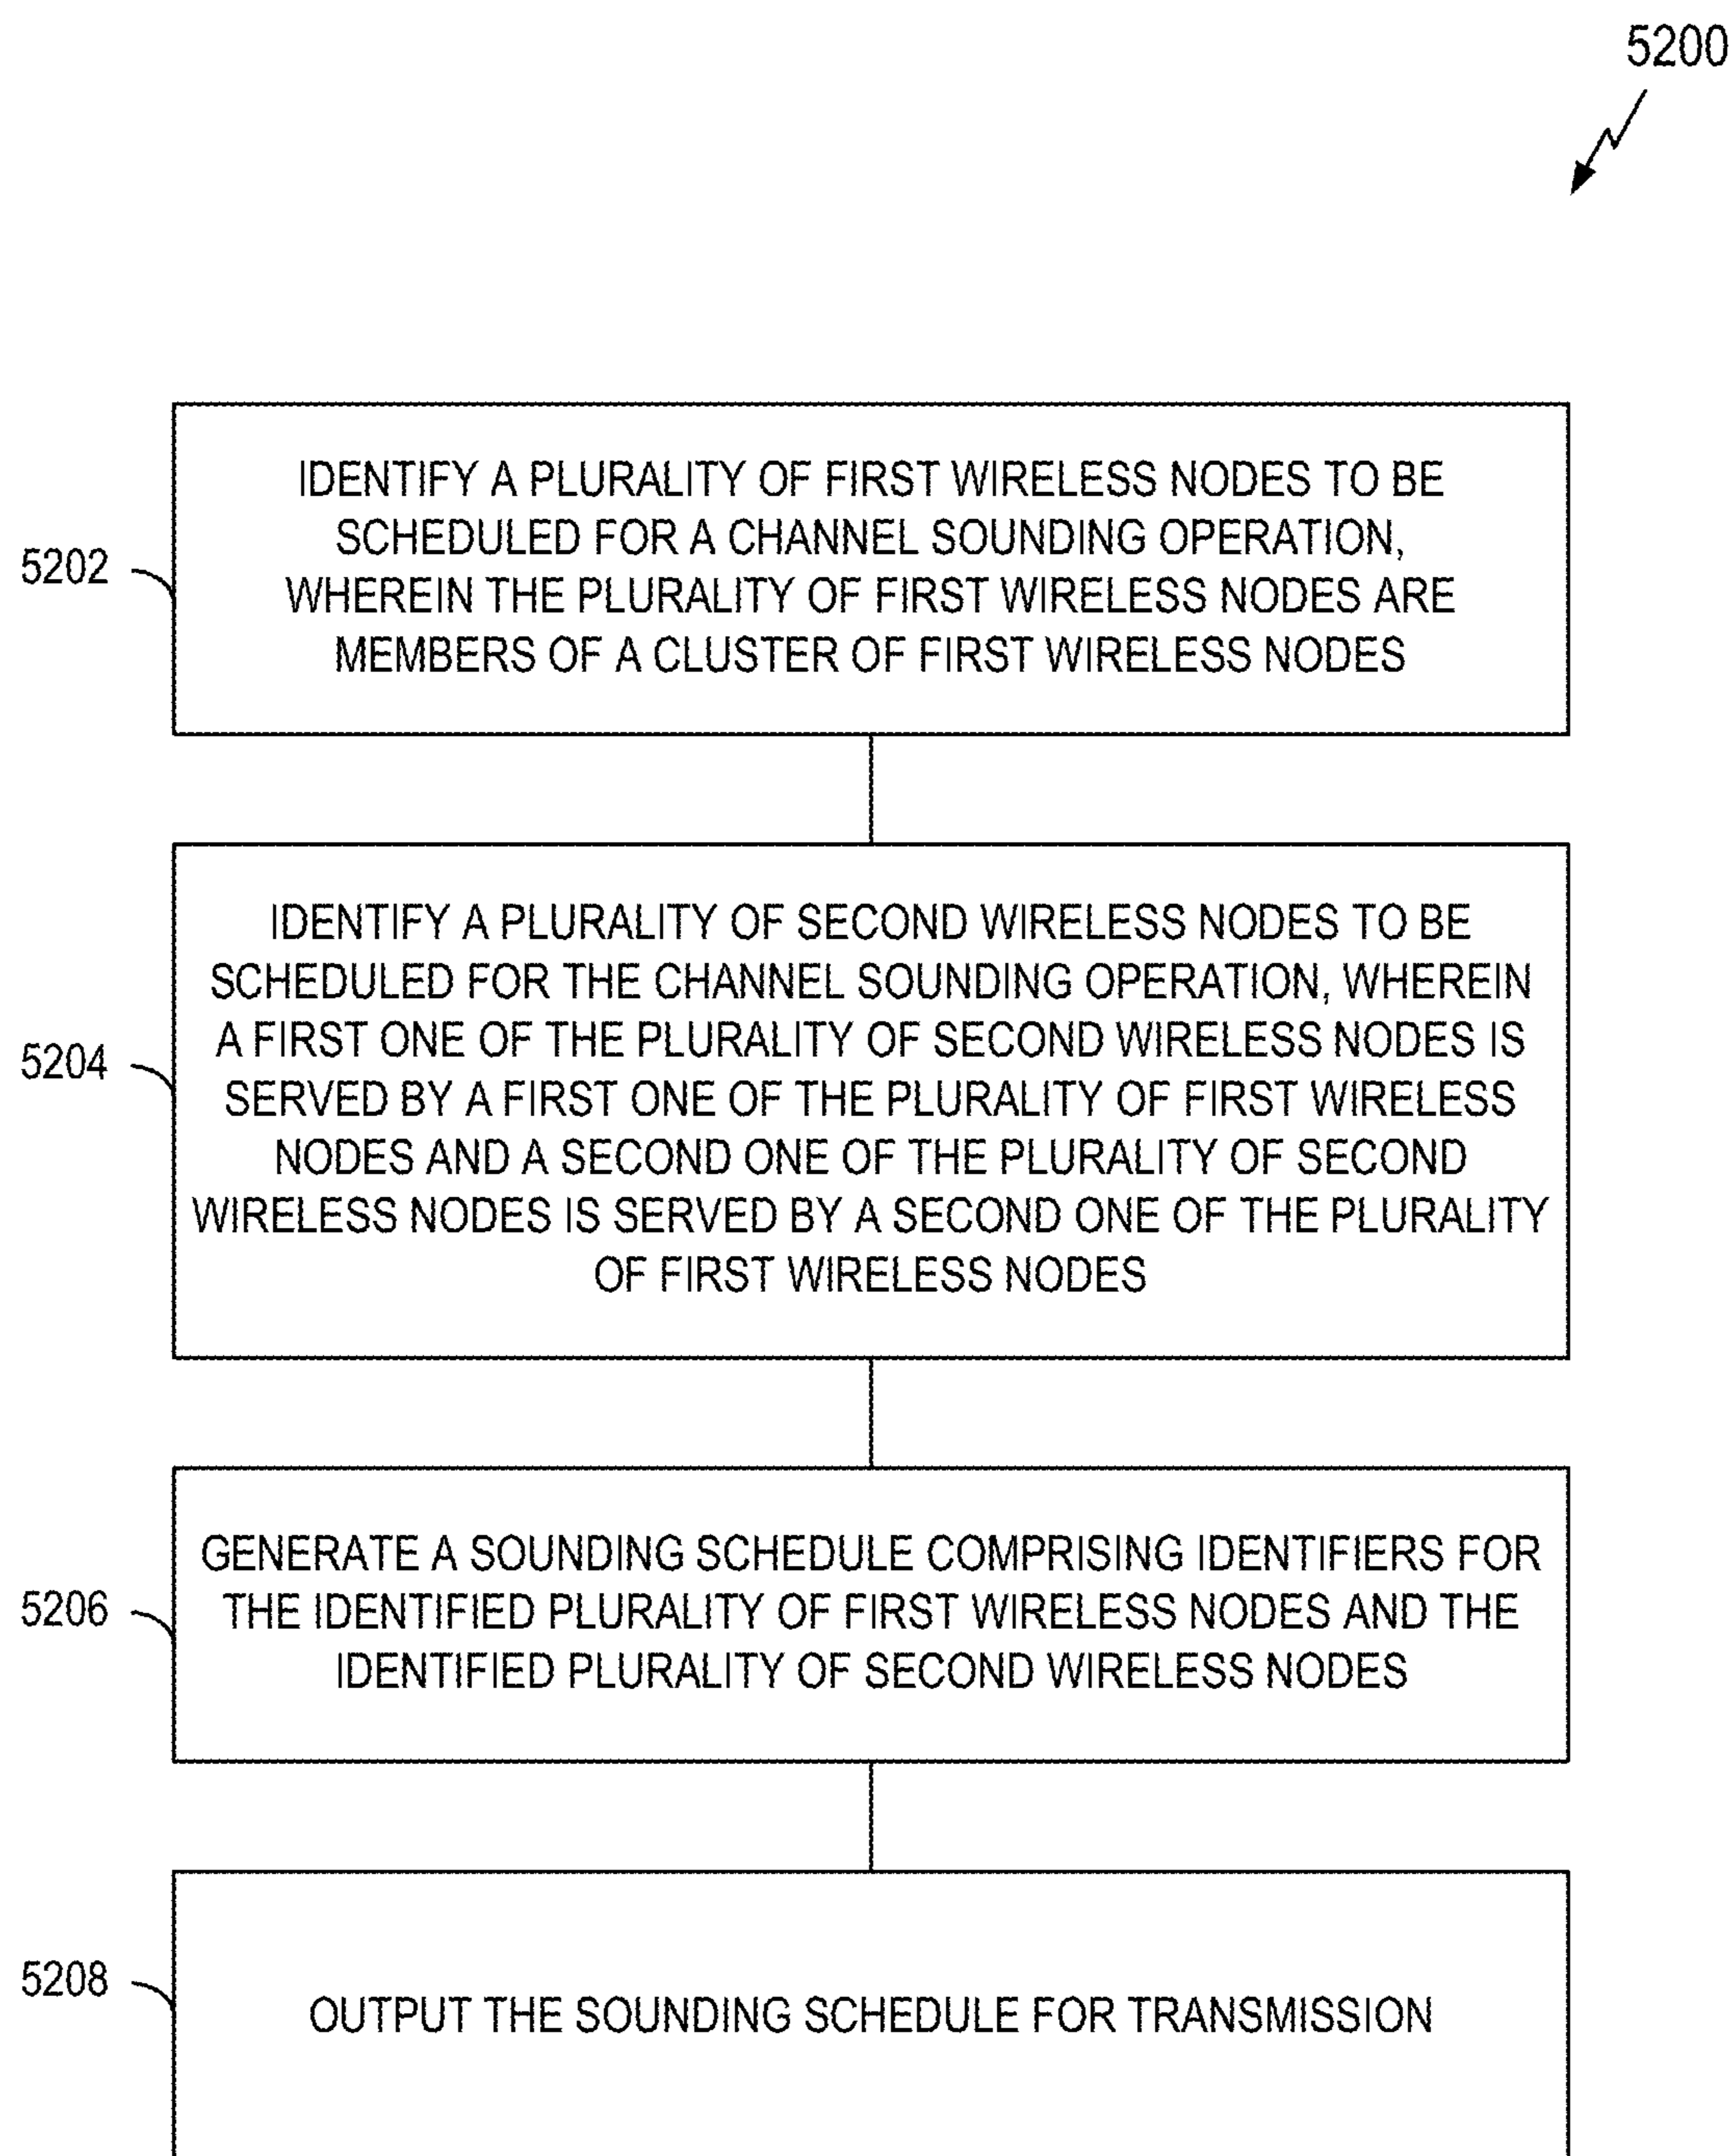 5200
IDENTIFY A PLURALITY OF FIRST WIRELESS NODES TO BE
SCHEDULED FOR A CHANNEL SOUNDING OPERATION,
WHEREIN THE PLURALITY OF FIRST WIRELESS NODES ARE
MEMBERS OF A CLUSTER OF FIRST WIRELESS NODES
5202
IDENTIFY A PLURALITY OF SECOND WIRELESS NODES TO BE
SCHEDULED FOR THE CHANNEL SOUNDING OPERATION, WHEREIN
A FIRST ONE OF THE PLURALITY OF SECOND WIRELESS NODES IS
SERVED BY A FIRST ONE OF THE PLURALITY OF FIRST WIRELESS
NODES AND A SECOND ONE OF THE PLURALITY OF SECOND
WIRELESS NODES IS SERVED BY A SECOND ONE OF THE PLURALITY
OF FIRST WIRELESS NODES
5204
GENERATE A SOUNDING SCHEDULE COMPRISING IDENTIFIERS FOR
THE IDENTIFIED PLURALITY OF FIRST WIRELESS NODES AND THE
IDENTIFIED PLURALITY OF SECOND WIRELESS NODES
5206
OUTPUT THE SOUNDING SCHEDULE FOR TRANSMISSION
5208